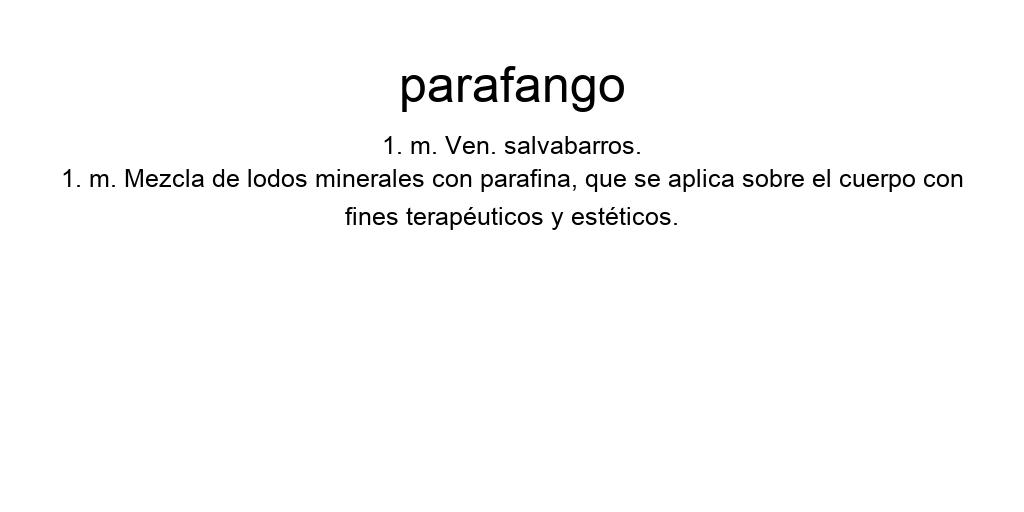 parafango
1. m. Ven. salvabarros.
1. m. Mezcla de lodos minerales con parafina, que se aplica sobre el cuerpo con
fines terapéuticos y estéticos.